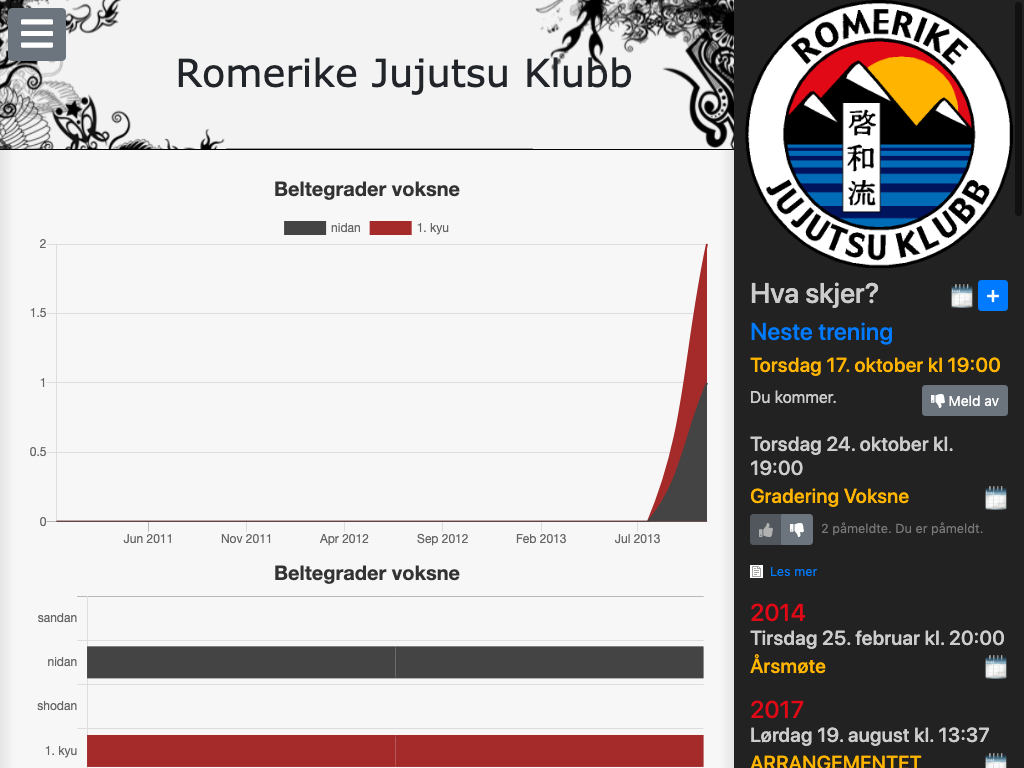 Romerike Jujutsu Klubb
Beltegrader voksne
nidan
1. kyu
2
1.5
1
0.5
0
Jun 2011
Nov 2011
Apr 2012
Sep 2012
Feb 2013
Jul 2013
Beltegrader voksne
sandan
nidan
shodan
1. kyu
ROMERIKE
啓和流
JUJUTSU KLUBB
Hva skjer?
+
Neste trening
Torsdag 17. oktober kl 19:00
Du kommer.
Meld av
Torsdag 24. oktober kl.
19:00
Gradering Voksne
2 påmeldte. Du er påmeldt.
Les mer
2014
Tirsdag 25. februar kl. 20:00
Årsmøte
2017
Lørdag 19. august kl. 13:37
ARRANGEMENTET